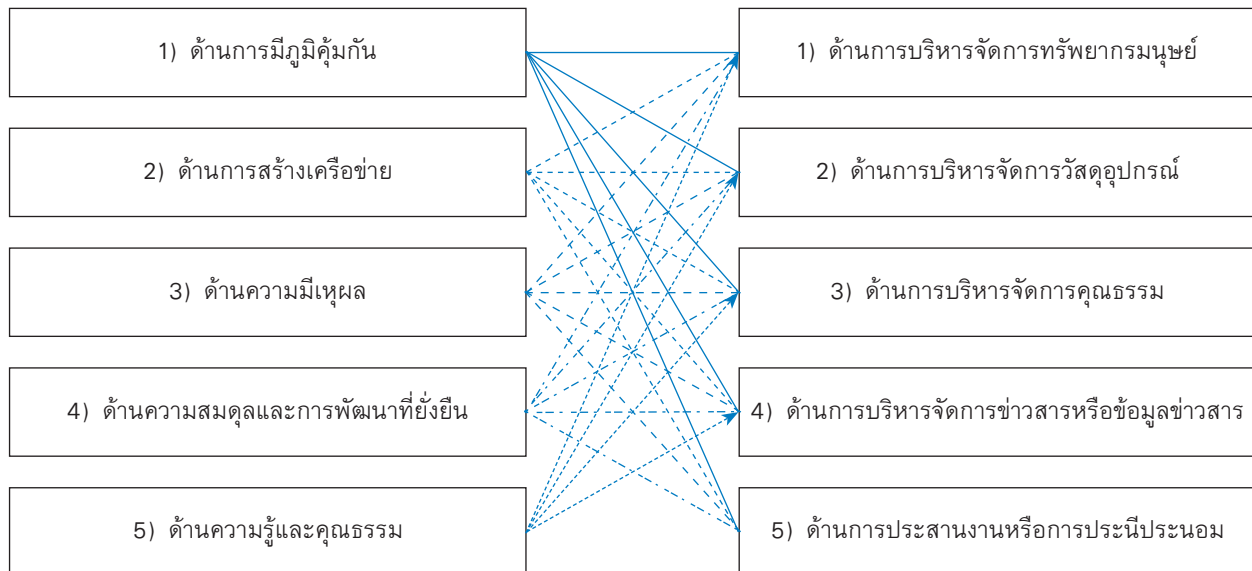 1) ด้านการมีภูมิคุ้มกัน
1) ด้านการบริหารจัดการทรัพยากรมนุษย์
2) ด้านการสร้างเครือข่าย
2) ด้านการบริหารจัดการวัสดุอุปกรณ์
3) ด้านความมีเหุผล
3) ด้านการบริหารจัดการคุณธรรม
4) ด้านความสมดุลและการพัฒนาที่ยั่งยืน
4) ด้านการบริหารจัดการข่าวสารหรือข้อมูลข่าวสาร
5) ด้านความรู้และคุณธรรม
5) ด้านการประสานงานหรือการประนีประนอม